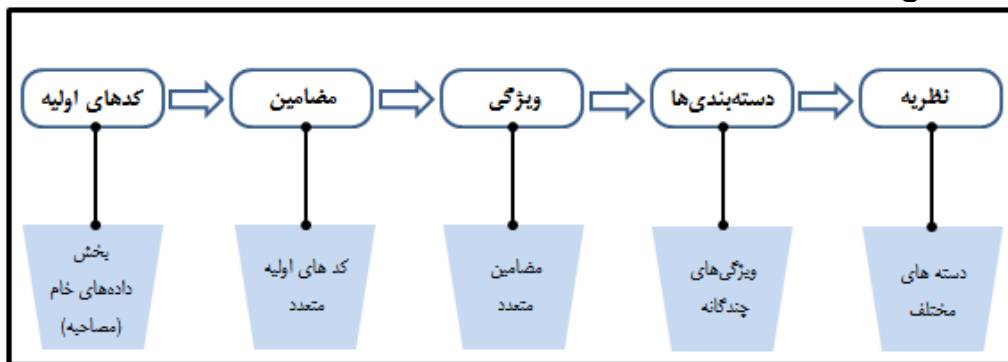 کدهای اولیه
مضامین
ویژگی
دسته‌بندی‌ها
نظریه
بخش
داده‌های خام
(مصاحبه)
کد های اولیه
متعدد
مضامین
متعدد
ویژگی‌های
چندگانه
دسته های
مختلف